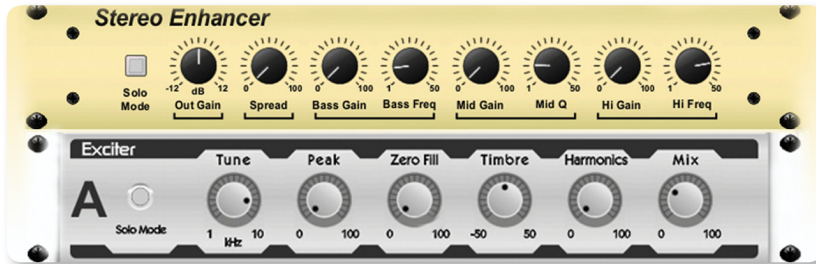 Stereo Enhancer
Solo Mode
-12 dB 12 0 100 0 100 1 50 0 100 1 50 0 100 1 50
Out Gain Spread Bass Gain Bass Freq Mid Gain Mid Q Hi Gain Hi Freq
Exciter
Tune Peak Zero Fill Timbre Harmonics Mix
A
Solo Mode
1 kHz 10 0 100 0 100 -50 50 0 100 0 100